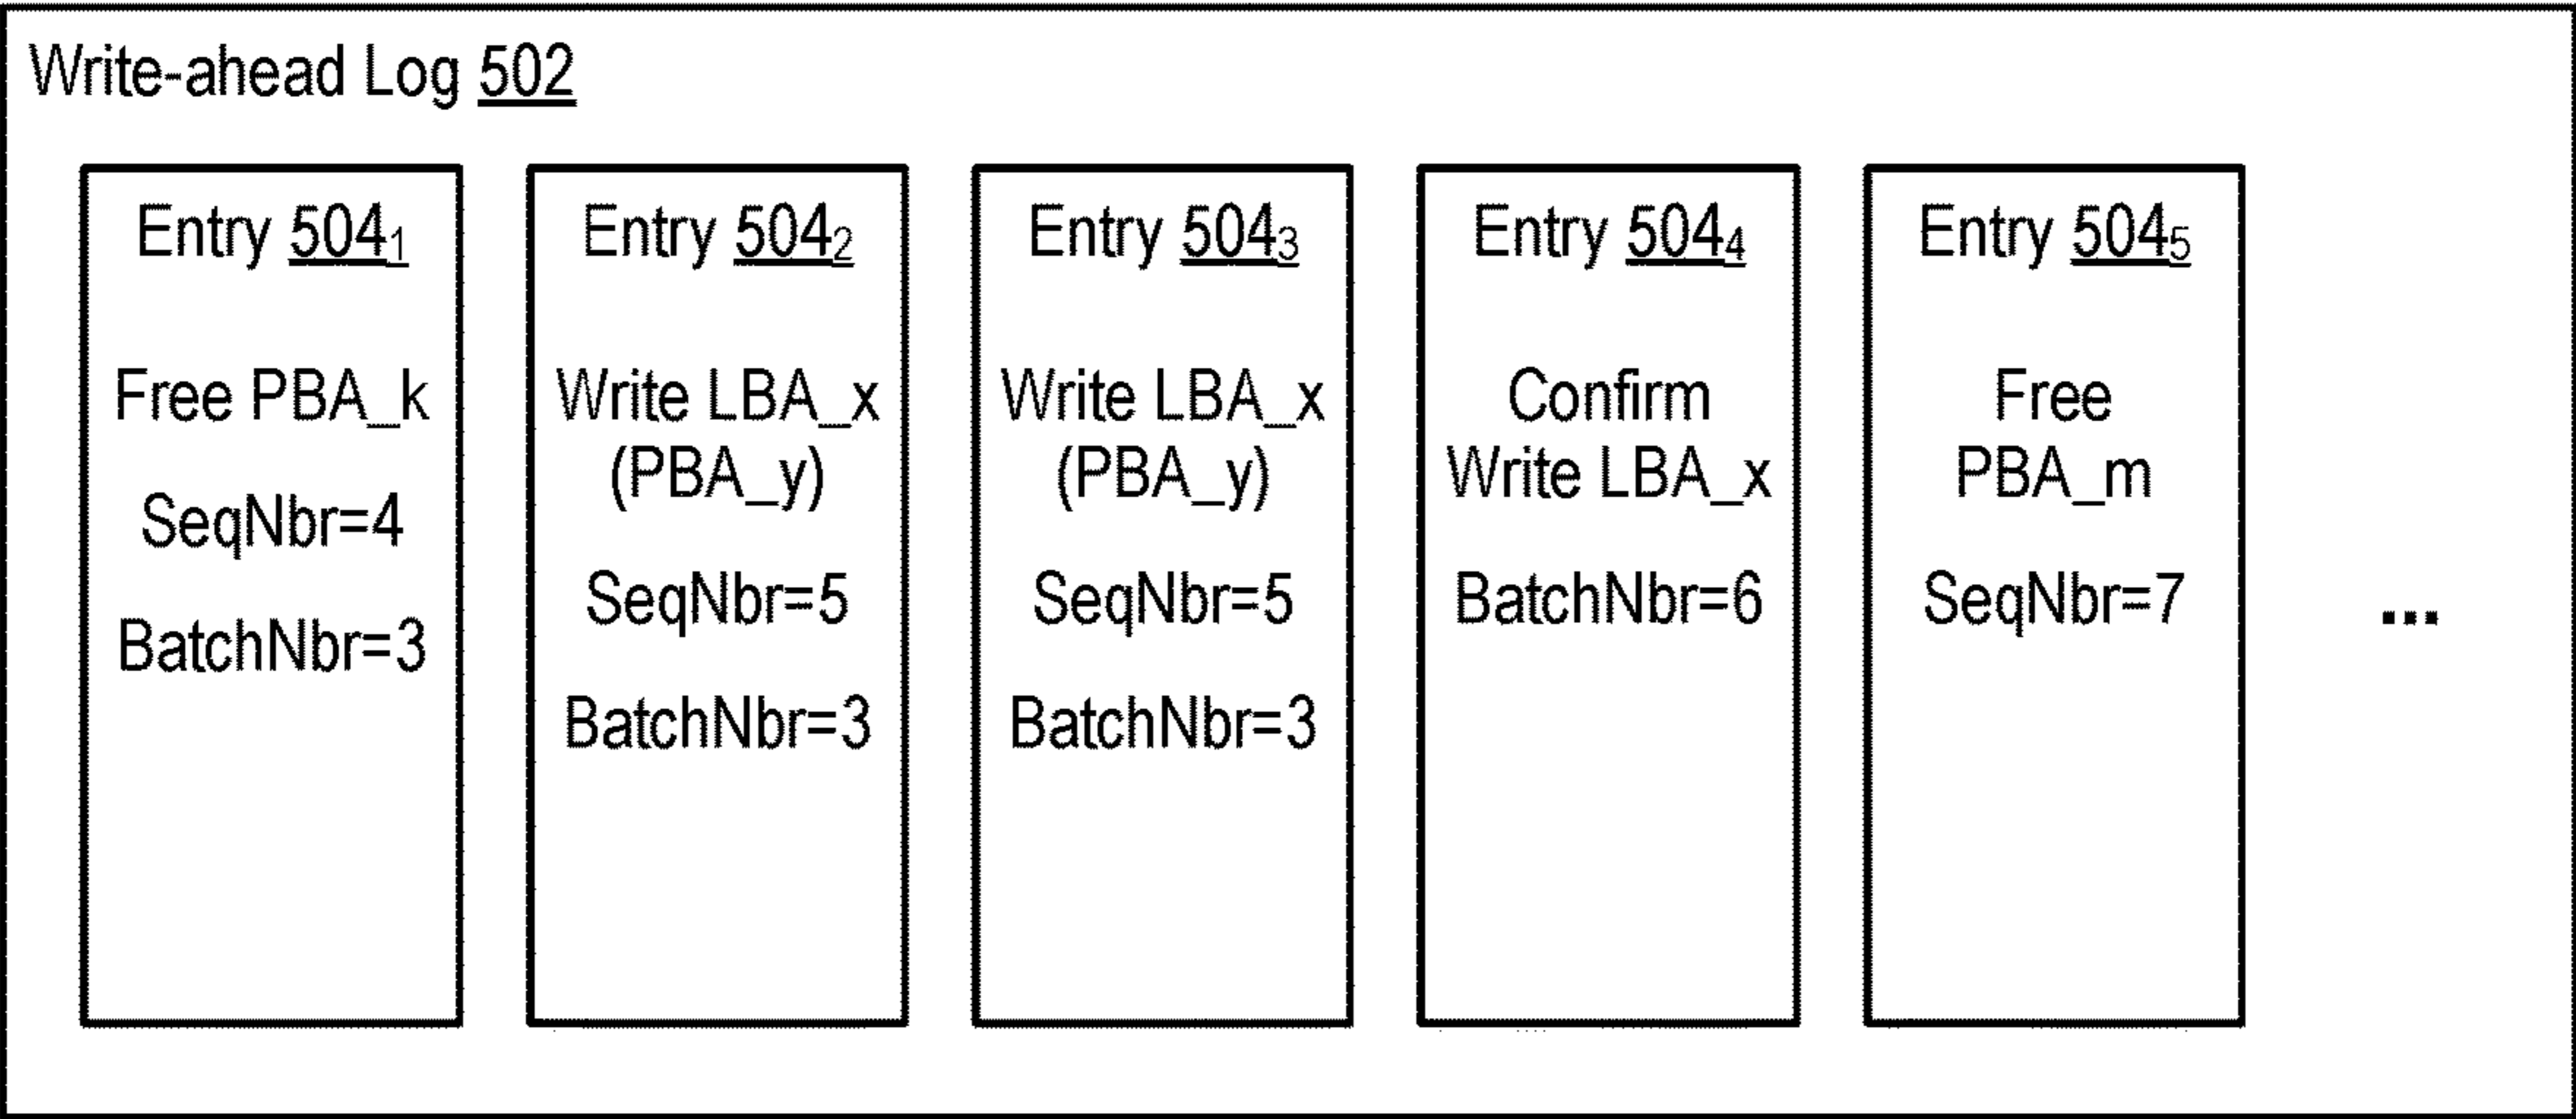 Write-ahead Log 502
Entry 504₁
Free PBA_k
SeqNbr=4
BatchNbr=3
Entry 504₂
Write LBA_x
(PBA_y)
SeqNbr=5
BatchNbr=3
Entry 504₃
Write LBA_x
(PBA_y)
SeqNbr=5
BatchNbr=3
Entry 504₄
Confirm
Write LBA_x
BatchNbr=6
Entry 504₅
Free
PBA_m
SeqNbr=7
...